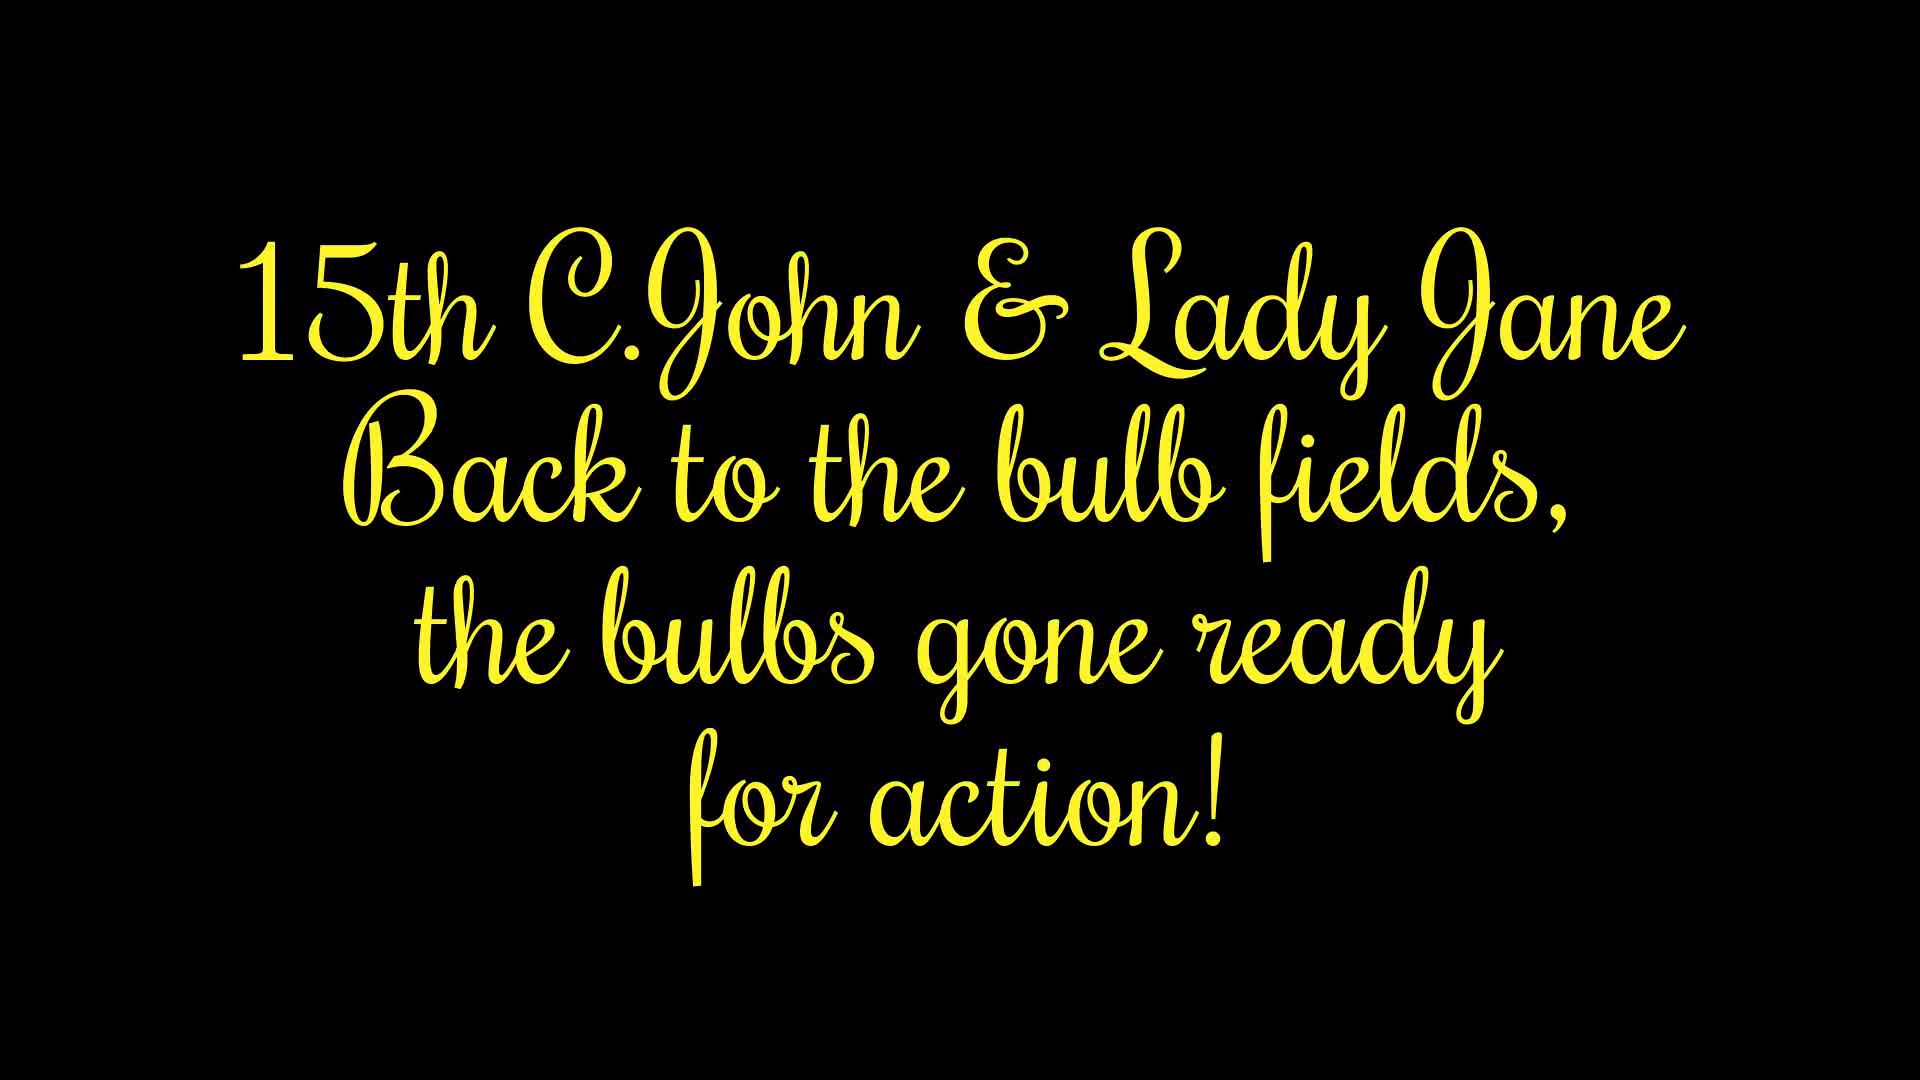 15th C.John & Lady Jane
Back to the bulb fields,
the bulbs gone ready
for action!